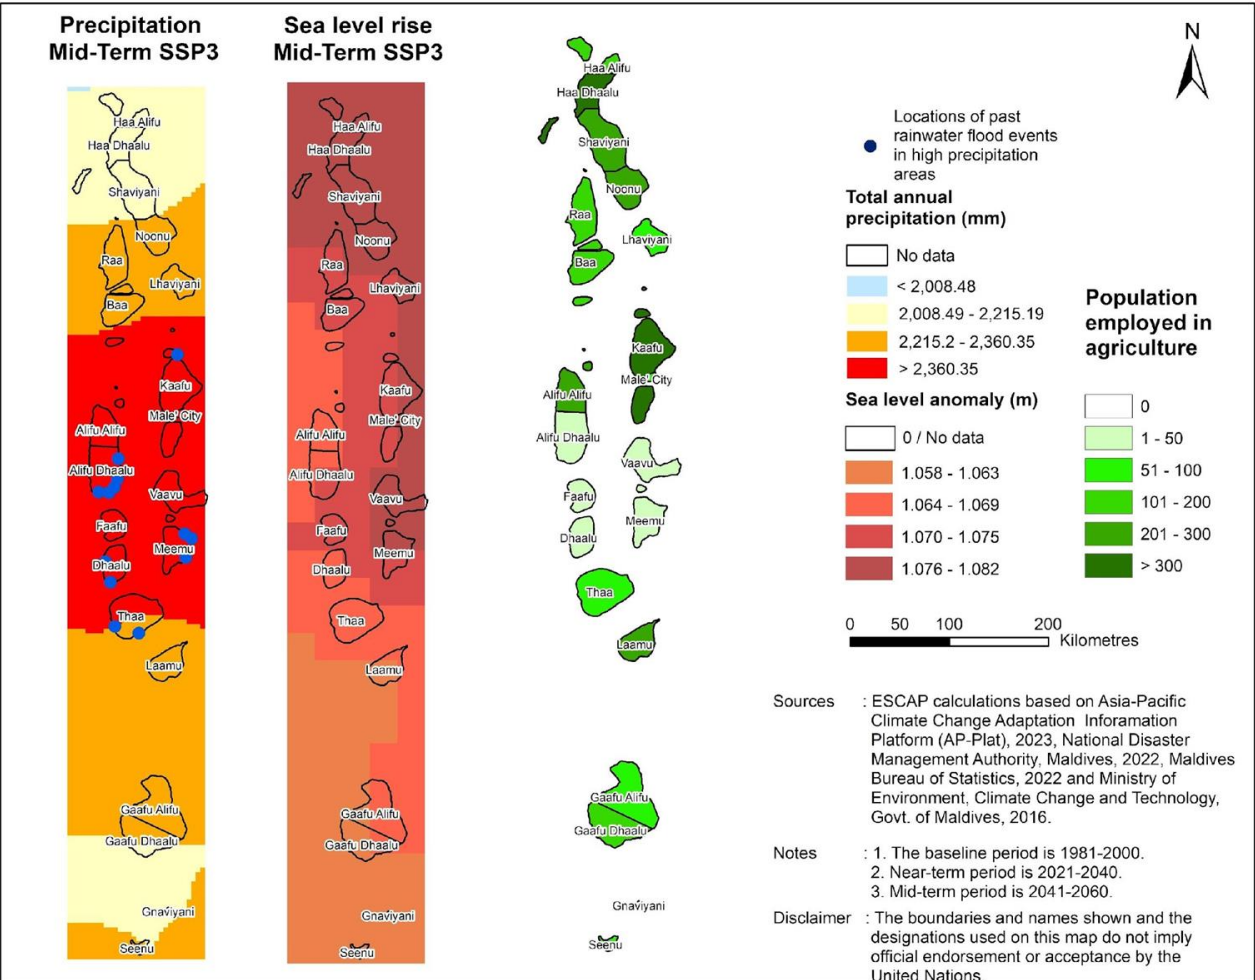 Precipitation
Mid-Term SSP3
Haa Alifu
Haa Dhaalu
Shaviyani
Noonu
Raa
Lhaviyani
Baa
Kaafu
Male' City
Alifu Alifu
Alifu Dhaalu
Vaavu
Faafu
Meemu
Dhaalu
Thaa
Laamu
Gaafu Alifu
Gaafu Dhaalu
Gnaviyani
Seenu
Sea level rise
Mid-Term SSP3
Haa Alifu
Haa Dhaalu
Shaviyani
Noonu
Raa
Lhaviyani
Baa
Kaafu
Male' City
Alifu Alifu
Alifu Dhaalu
Vaavu
Faafu
Meemu
Dhaalu
Thaa
Laamu
Gaafu Alifu
Gaafu Dhaalu
Gnaviyani
Seenu
Haa Alifu
Haa Dhaalu
Shaviyani
Noonu
Raa
Lhaviyani
Baa
Kaafu
Male' City
Alifu Alifu
Alifu Dhaalu
Vaavu
Faafu
Meemu
Dhaalu
Thaa
Laamu
Gaafu Alifu
Gaafu Dhaalu
Gnaviyani
Seenu
N
Locations of past
rainwater flood events
in high precipitation
areas
Total annual
precipitation (mm)
No data
< 2,008.48
2,008.49 - 2,215.19
2,215.2 - 2,360.35
> 2,360.35
Sea level anomaly (m)
0 / No data
1.058 - 1.063
1.064 - 1.069
1.070 - 1.075
1.076 - 1.082
Population
employed in
agriculture
0
1 - 50
51 - 100
101 - 200
201 - 300
> 300
0 50 100 200
Kilometres
Sources : ESCAP calculations based on Asia-Pacific
Climate Change Adaptation Inforamation
Platform (AP-Plat), 2023, National Disaster
Management Authority, Maldives, 2022, Maldives
Bureau of Statistics, 2022 and Ministry of
Environment, Climate Change and Technology,
Govt. of Maldives, 2016.
Notes : 1. The baseline period is 1981-2000.
2. Near-term period is 2021-2040.
3. Mid-term period is 2041-2060.
Disclaimer : The boundaries and names shown and the
designations used on this map do not imply
official endorsement or acceptance by the
United Nations